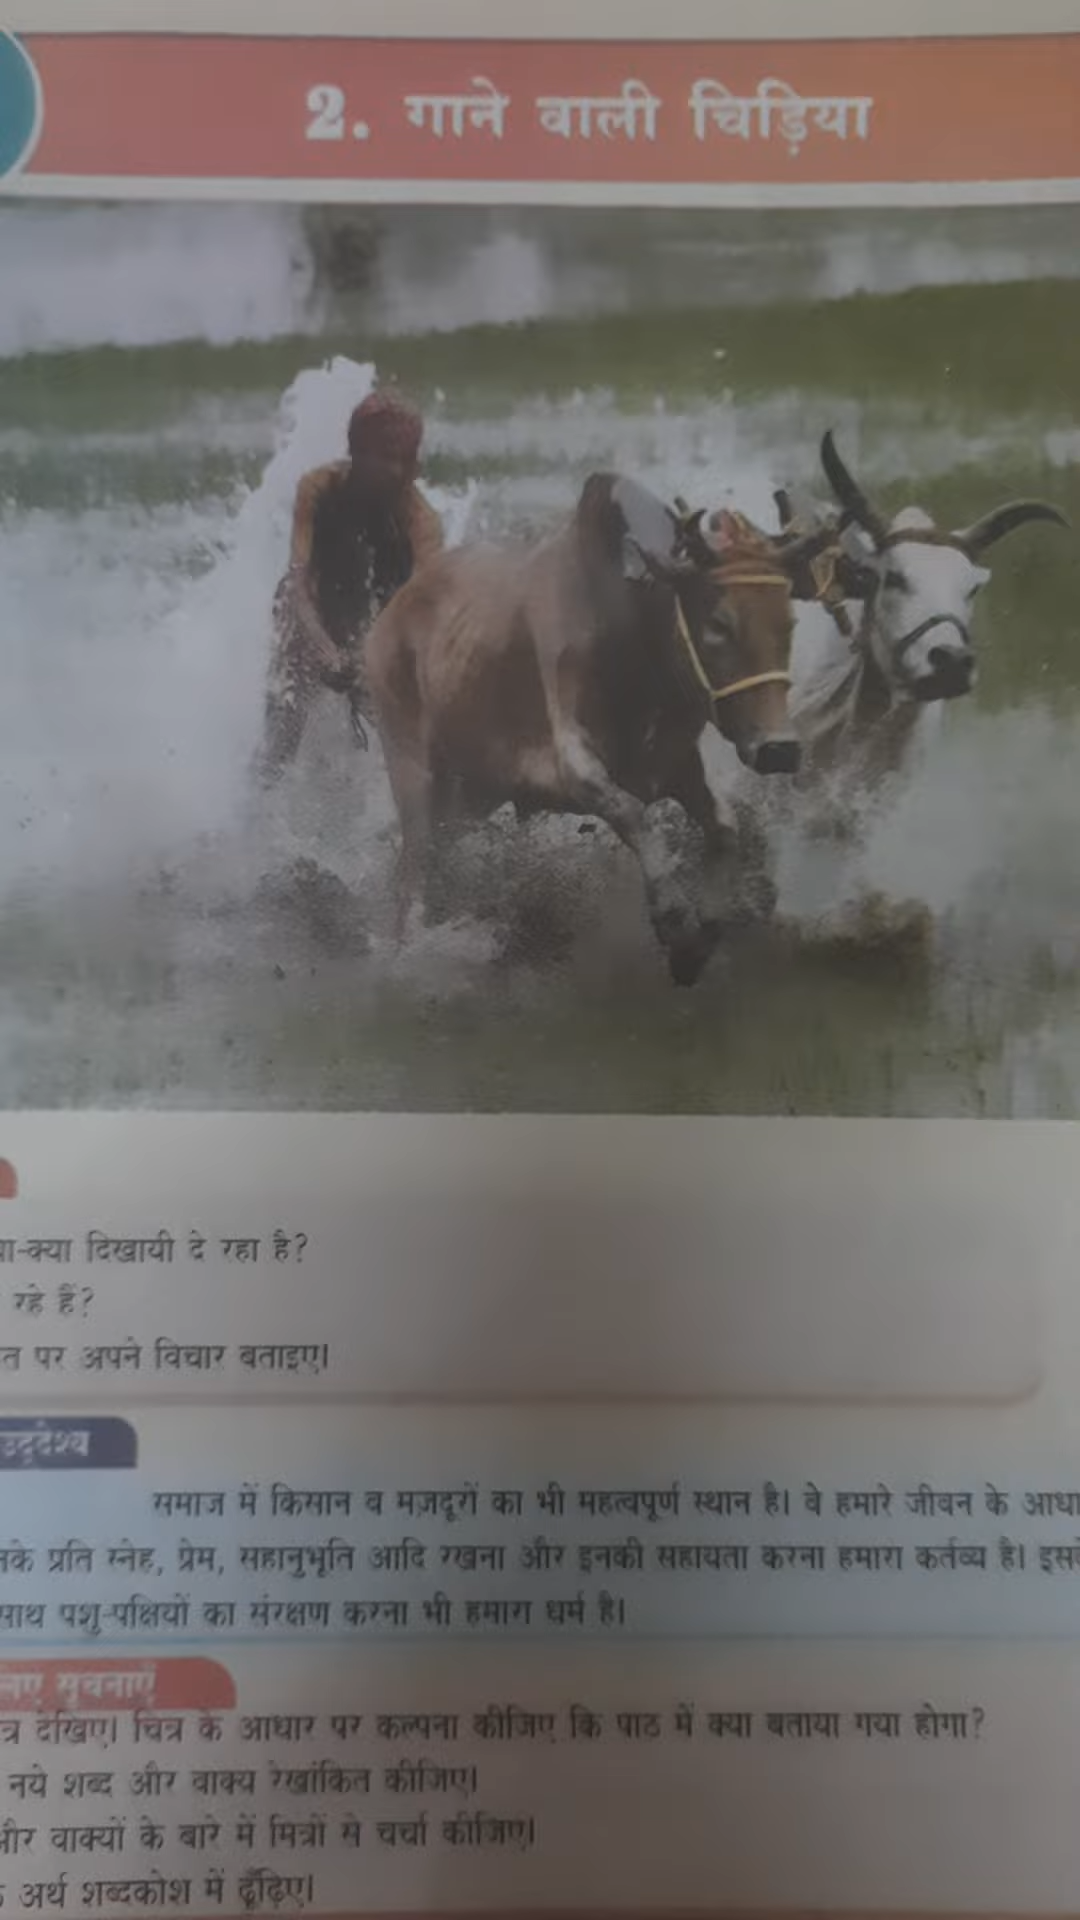 2. गाने वाली चिड़िया
-क्या दिखायी दे रहा है?
रहे हैं?
पर अपने विचार बताइए।
उद्देश्य
समाज में किसान व मज़दूरों का भी महत्वपूर्ण स्थान है। वे हमारे जीवन के
प्रति स्नेह, प्रेम, सहानुभूति आदि रखना और इनकी सहायता करना हमारा कर्तव्य है।
साथ पशु-पक्षियों का संरक्षण करना भी हमारा धर्म है।
सूचनाएँ
देखिए। चित्र के आधार पर कल्पना कीजिए कि पाठ में क्या बताया गया होगा?
नये शब्द और वाक्य रेखांकित कीजिए।
और वाक्यों के बारे में मित्रों से चर्चा कीजिए।
अर्थ शब्दकोश में ढूँढ़िए।